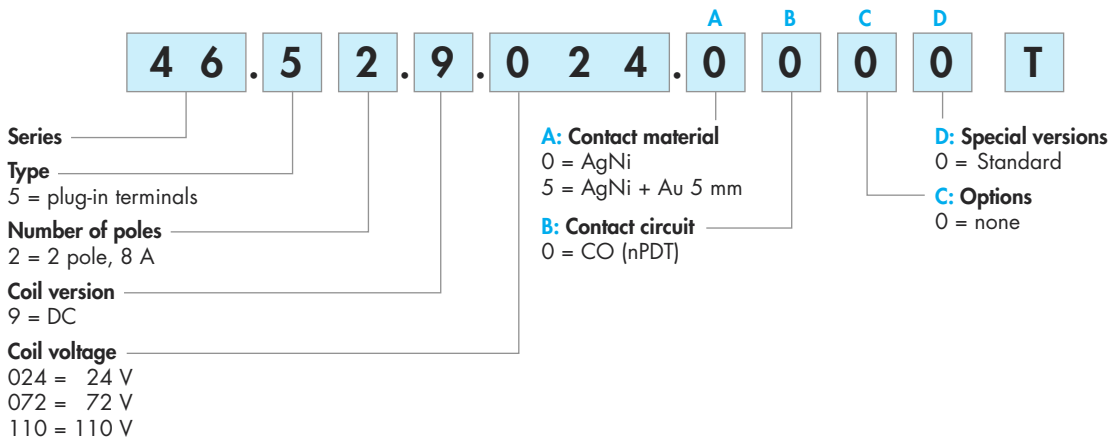 A B C D
4 6 . 5 2 . 9 . 0 2 4 . 0 0 0 0 T
Series
Type
5 = plug-in terminals
Number of poles
2 = 2 pole, 8 A
Coil version
9 = DC
Coil voltage
024 = 24 V
072 = 72 V
110 = 110 V
A: Contact material
0 = AgNi
5 = AgNi + Au 5 mm
B: Contact circuit
0 = CO (nPDT)
D: Special versions
0 = Standard
C: Options
0 = none